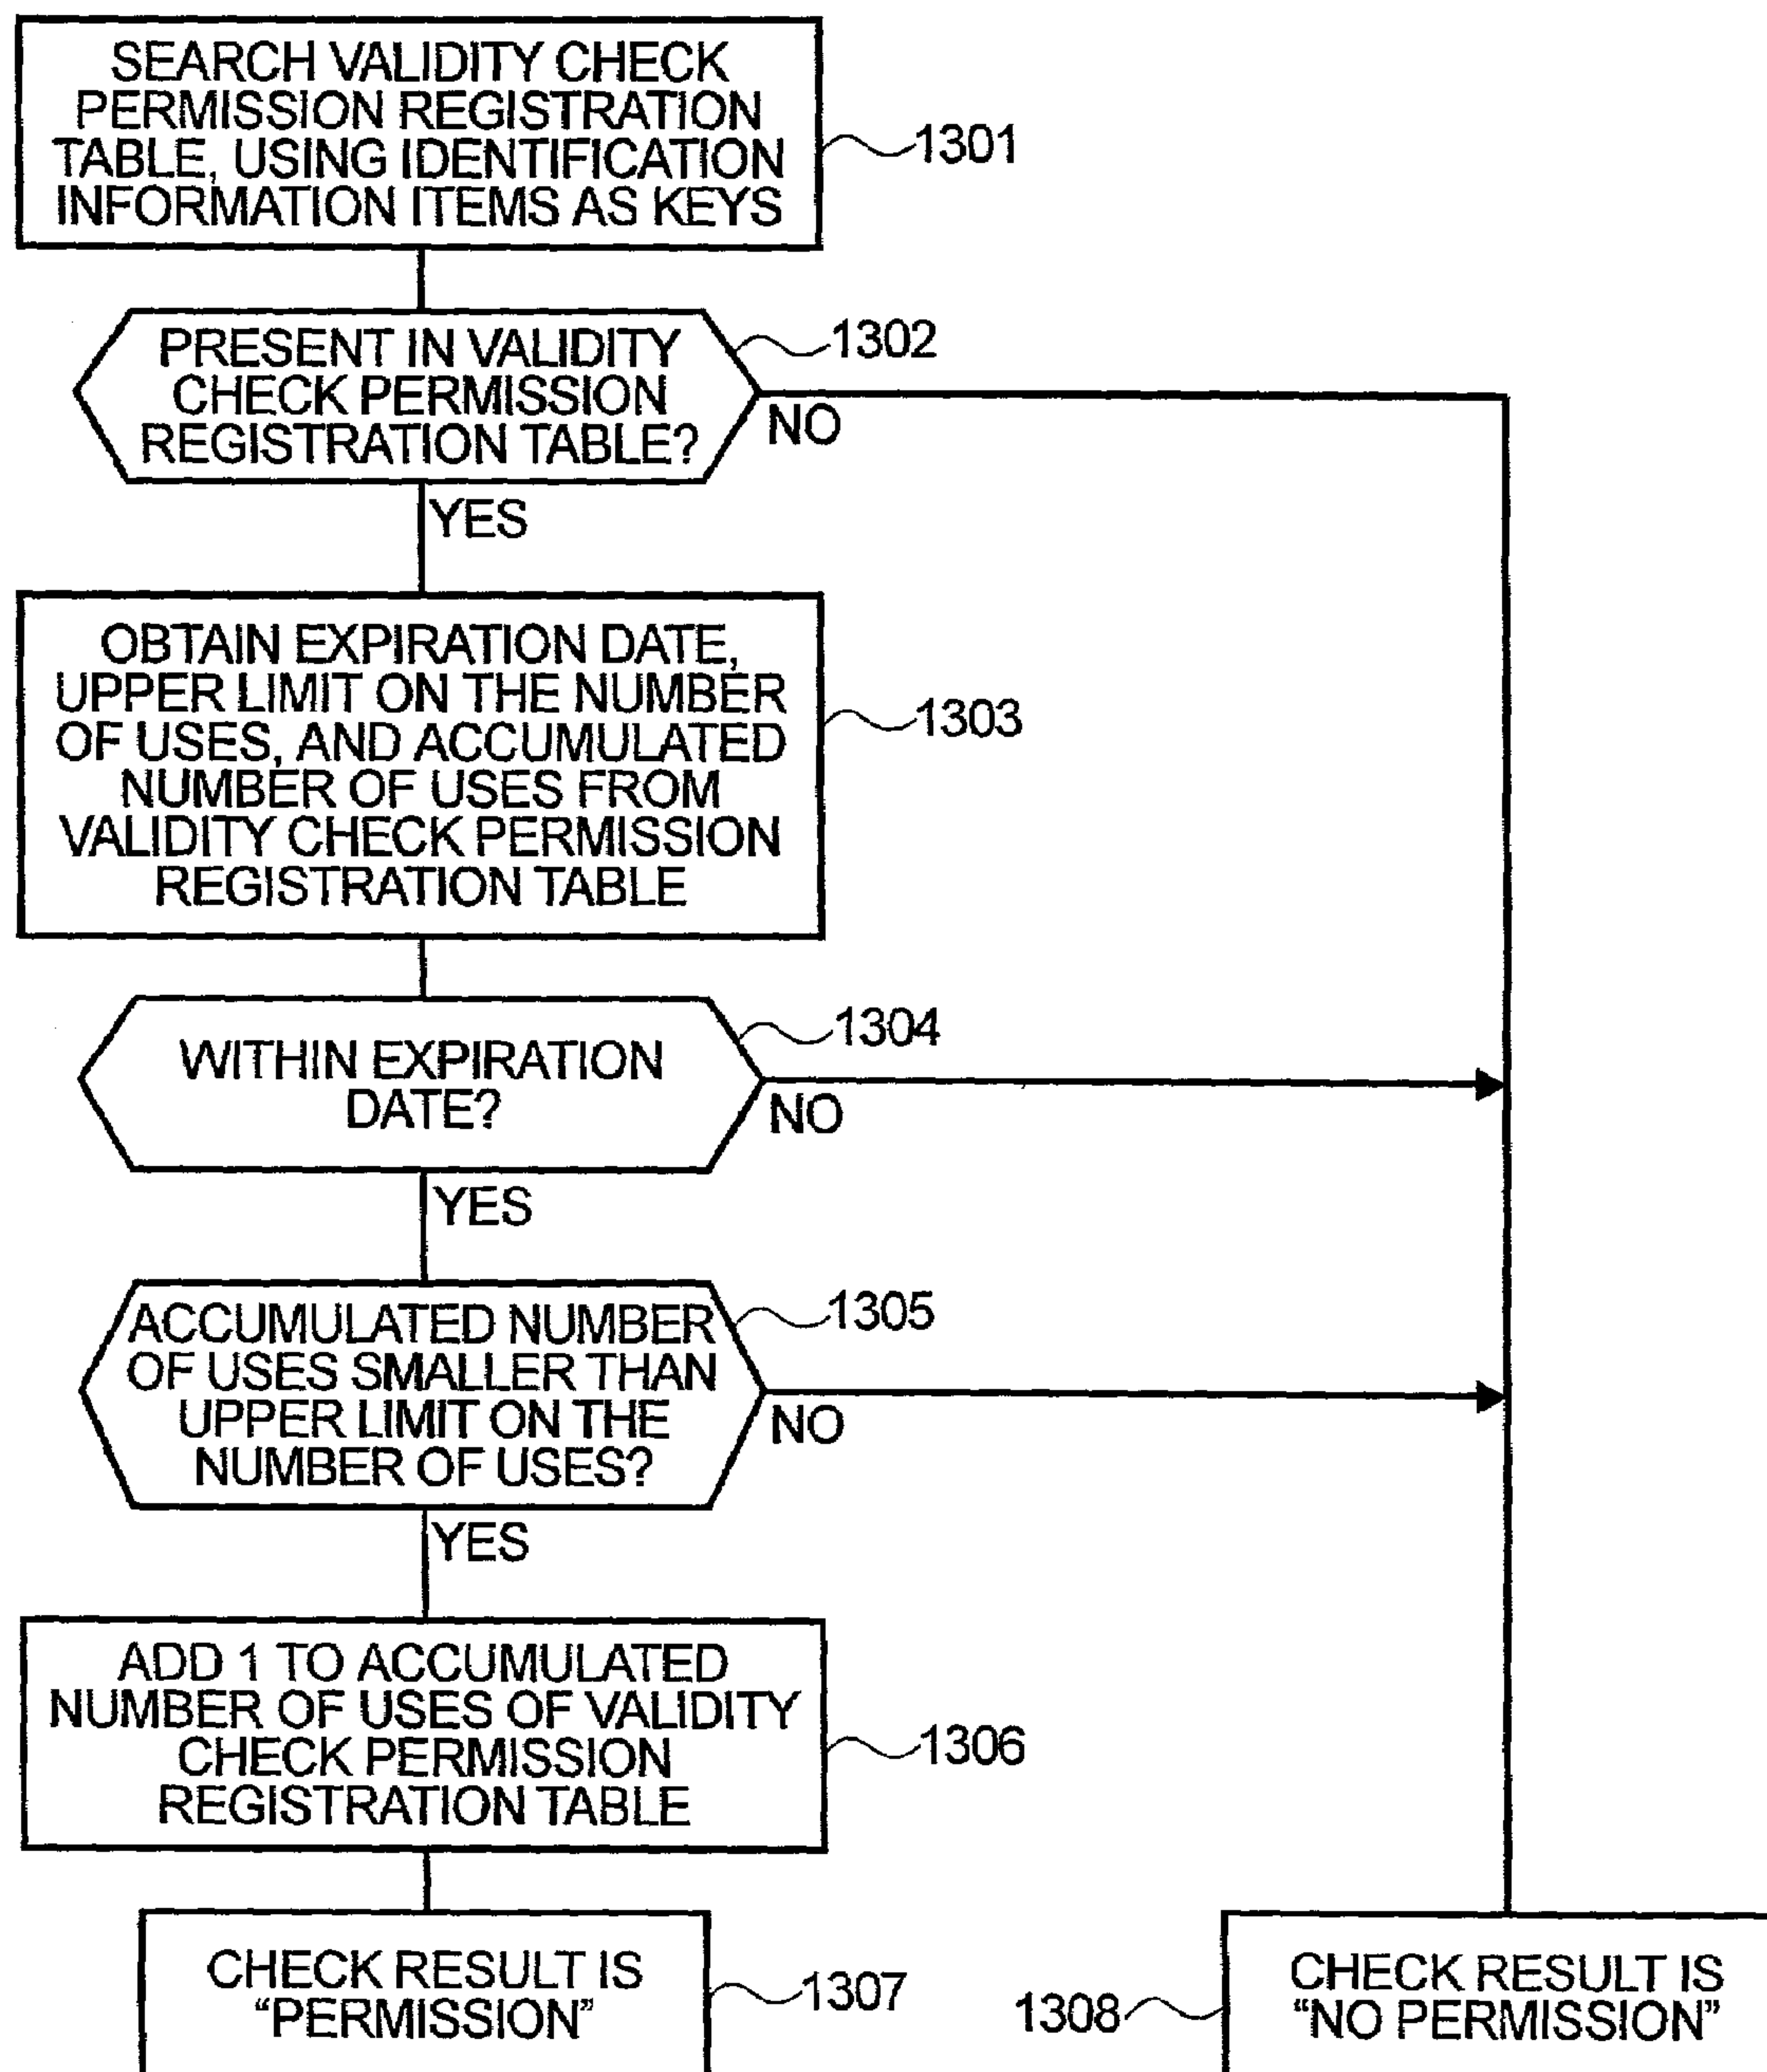 SEARCH VALIDITY CHECK
PERMISSION REGISTRATION
TABLE, USING IDENTIFICATION
INFORMATION ITEMS AS KEYS
1301
PRESENT IN VALIDITY
CHECK PERMISSION
REGISTRATION TABLE?
1302
NO
YES
OBTAIN EXPIRATION DATE,
UPPER LIMIT ON THE NUMBER
OF USES, AND ACCUMULATED
NUMBER OF USES FROM
VALIDITY CHECK PERMISSION
REGISTRATION TABLE
1303
WITHIN EXPIRATION
DATE?
1304
NO
YES
ACCUMULATED NUMBER
OF USES SMALLER THAN
UPPER LIMIT ON THE
NUMBER OF USES?
1305
NO
YES
ADD 1 TO ACCUMULATED
NUMBER OF USES OF VALIDITY
CHECK PERMISSION
REGISTRATION TABLE
1306
CHECK RESULT IS
“PERMISSION”
1307
1308
CHECK RESULT IS
“NO PERMISSION”